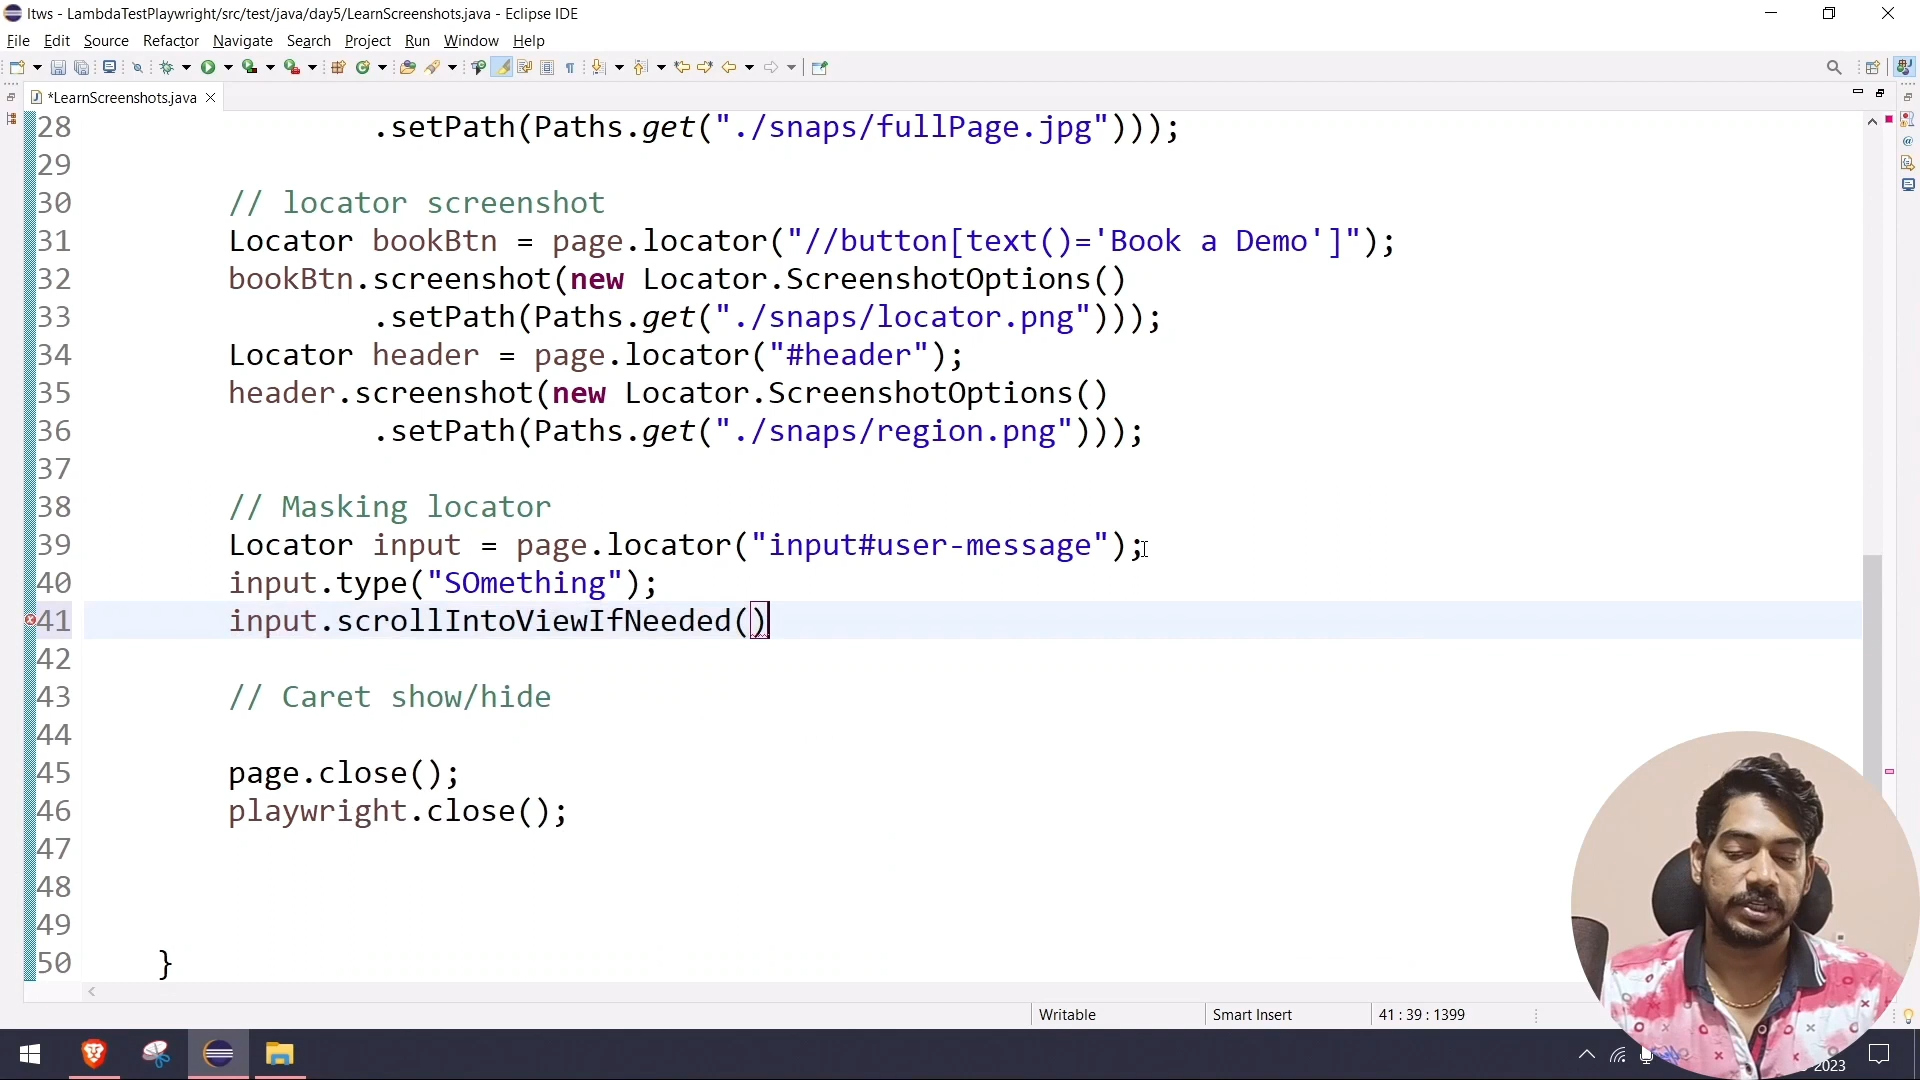 ltws - LambdaTestPlaywright/src/test/java/day5/LearnScreenshots.java - Eclipse IDE
File Edit Source Refactor Navigate Search Project Run Window Help
*LearnScreenshots.java
28 .setPath(Paths.get("./snaps/fullPage.jpg")));
29
30 // locator screenshot
31 Locator bookBtn = page.locator("//button[text()='Book a Demo']");
32 bookBtn.screenshot(new Locator.ScreenshotOptions()
33 .setPath(Paths.get("./snaps/locator.png")));
34 Locator header = page.locator("#header");
35 header.screenshot(new Locator.ScreenshotOptions()
36 .setPath(Paths.get("./snaps/region.png")));
37
38 // Masking locator
39 Locator input = page.locator("input#user-message");
40 input.type("SOmething");
41 input.scrollIntoViewIfNeeded()
42
43 // Caret show/hide
44
45 page.close();
46 playwright.close();
47
48
49
50 }
Writable Smart Insert 41 : 39 : 1399
2023